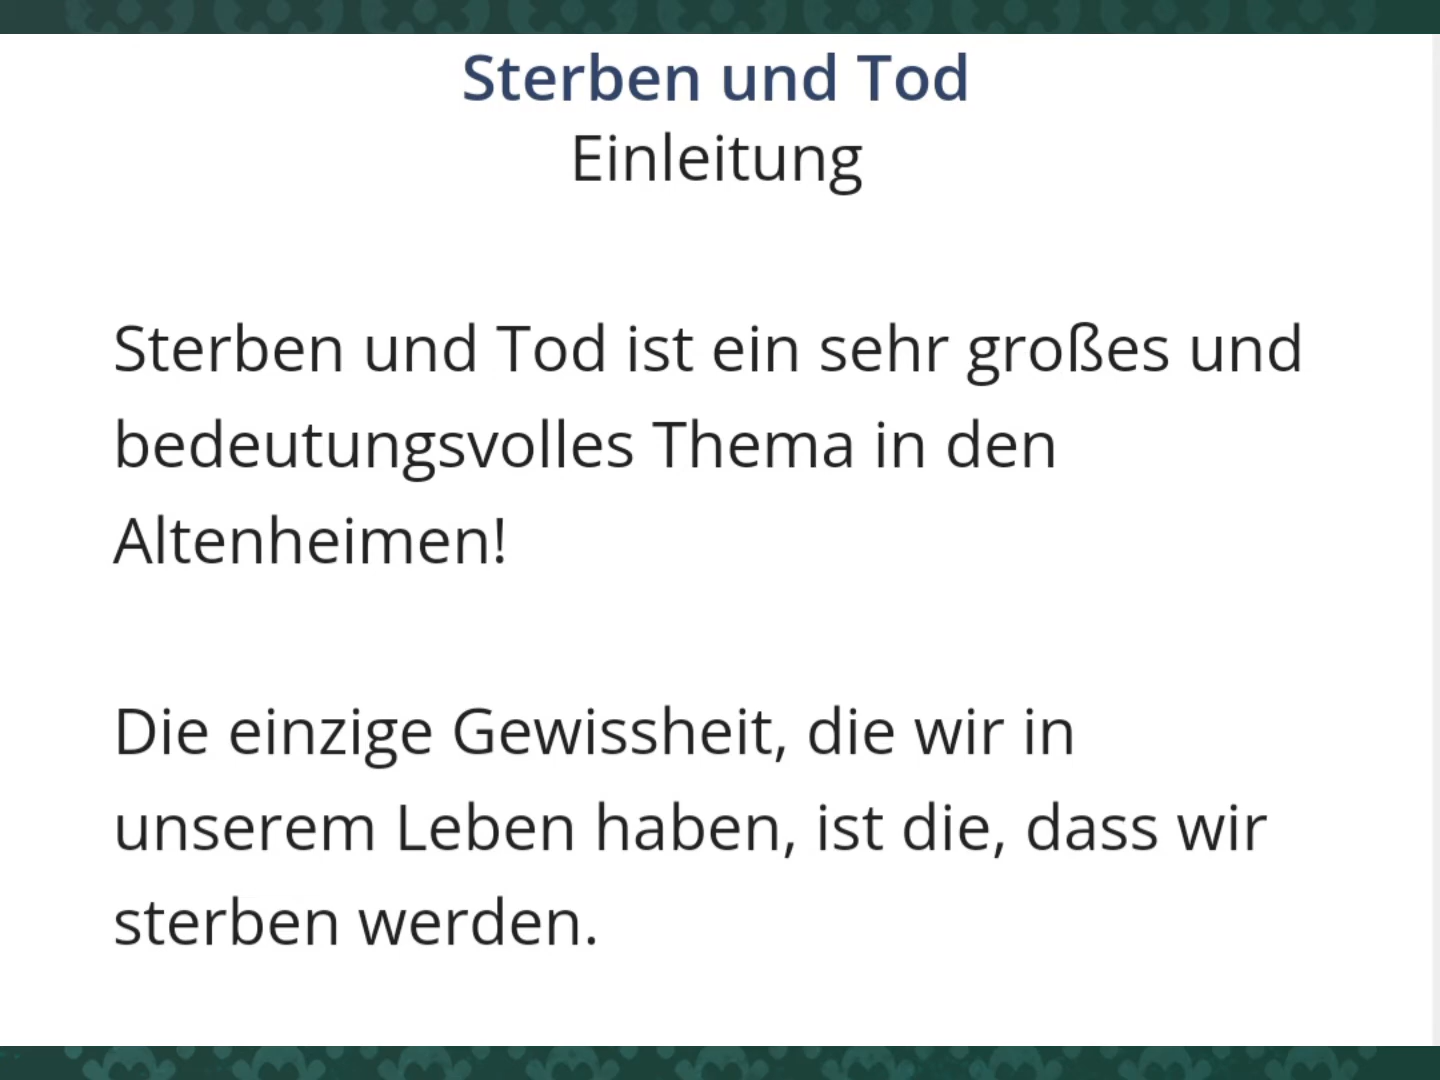 Sterben und Tod
Einleitung
Sterben und Tod ist ein sehr großes und
bedeutungsvolles Thema in den
Altenheimen!
Die einzige Gewissheit, die wir in
unserem Leben haben, ist die, dass wir
sterben werden.